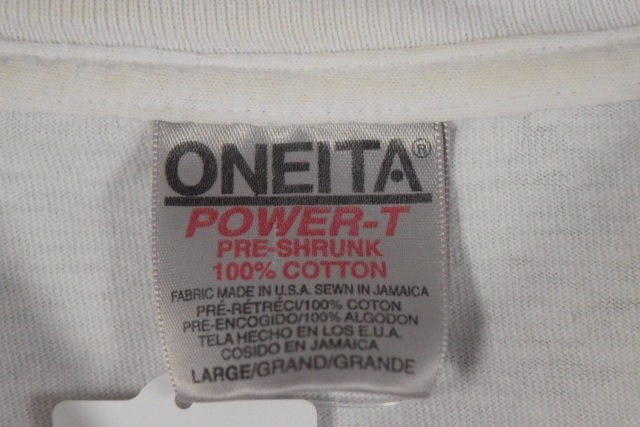 ONEITA®
POWER-T
PRE-SHRUNK
100% COTTON
FABRIC MADE IN U.S.A. SEWN IN JAMAICA
PRÉ-RÉTRÉCI/100% COTON
PRE-ENCOGIDO/100% ALGODON
TELA HECHO EN LOS E.U.A.
COSIDO EN JAMAICA
LARGE/GRAND/GRANDE